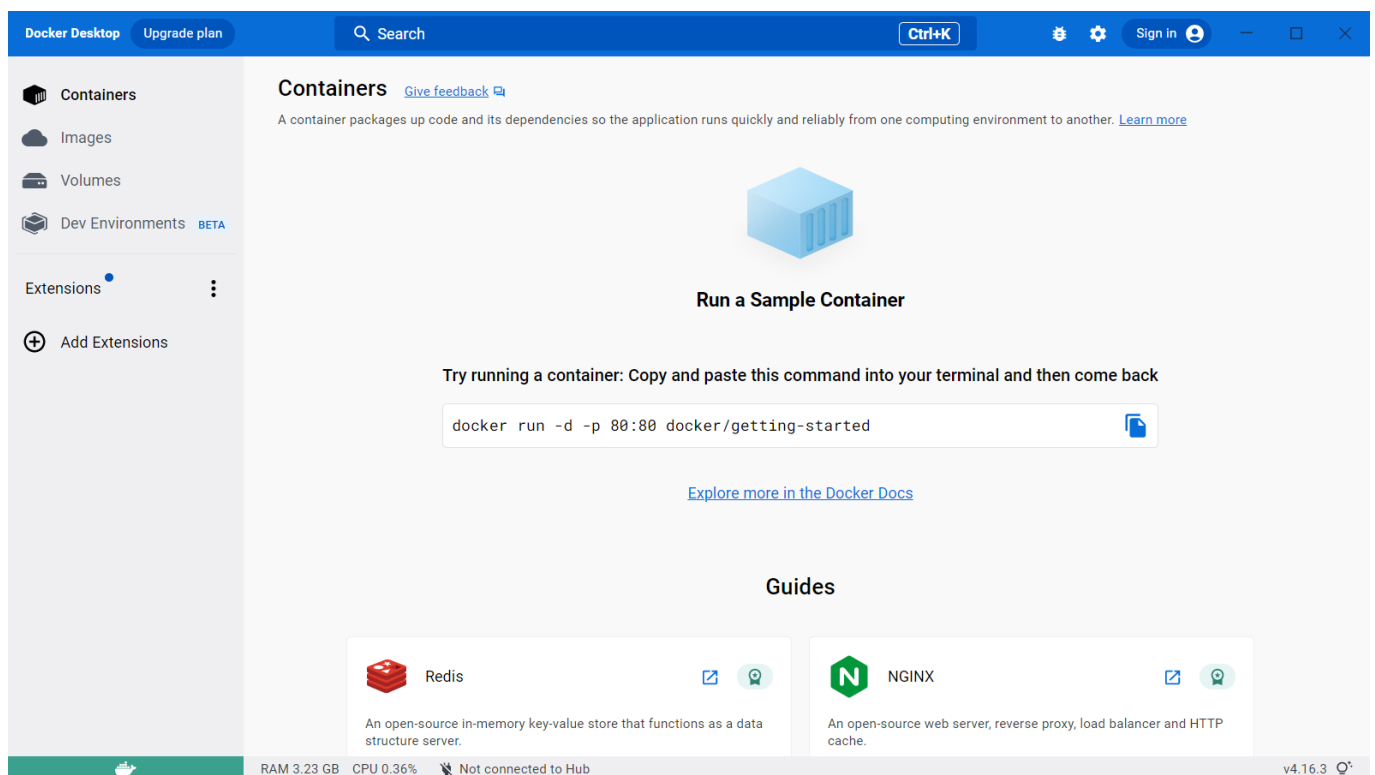 Docker Desktop Upgrade plan Search Ctrl+K Sign in
Containers
Images
Volumes
Dev Environments BETA
Extensions
Add Extensions
Containers Give feedback
A container packages up code and its dependencies so the application runs quickly and reliably from one computing environment to another. Learn more
Run a Sample Container
Try running a container: Copy and paste this command into your terminal and then come back
docker run -d -p 80:80 docker/getting-started
Explore more in the Docker Docs
Guides
Redis
An open-source in-memory key-value store that functions as a data
structure server.
N NGINX
An open-source web server, reverse proxy, load balancer and HTTP
cache.
RAM 3.23 GB CPU 0.36% Not connected to Hub v4.16.3